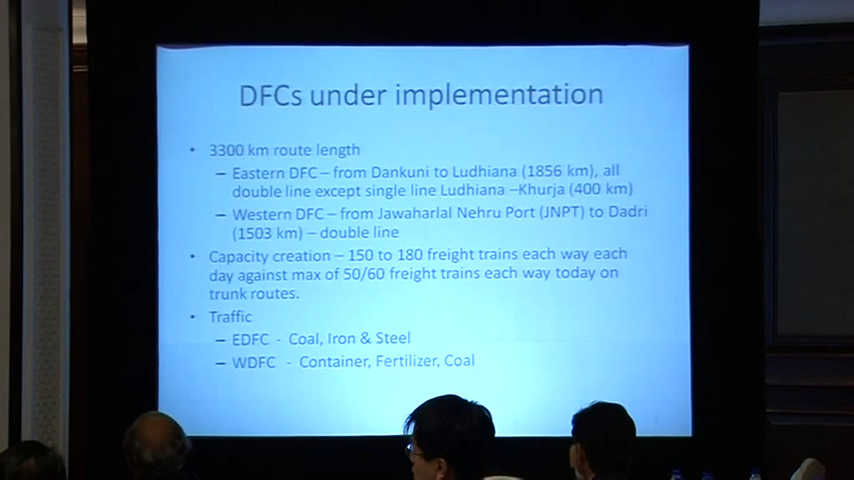 DFCs under implementation
• 3300 km route length
– Eastern DFC – from Dankuni to Ludhiana (1856 km), all
double line except single line Ludhiana –Khurja (400 km)
– Western DFC – from Jawaharlal Nehru Port (JNPT) to Dadri
(1503 km) – double line
• Capacity creation – 150 to 180 freight trains each way each
day against max of 50/60 freight trains each way today on
trunk routes.
• Traffic
– EDFC - Coal, Iron & Steel
– WDFC - Container, Fertilizer, Coal